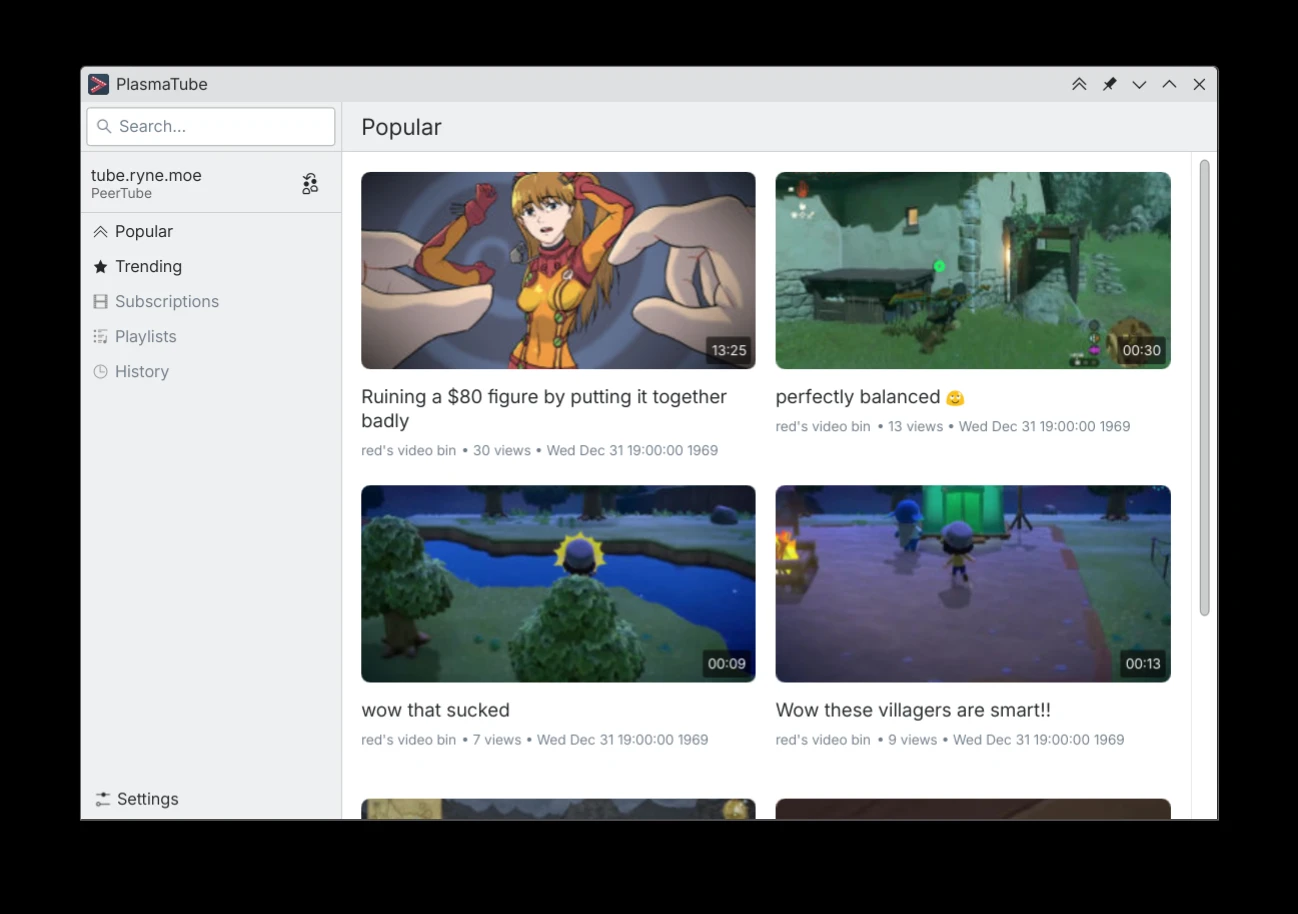 PlasmaTube
Search...
Popular
tube.ryne.moe
PeerTube
Popular
Trending
Subscriptions
Playlists
History
Settings
13:25
00:30
Ruining a $80 figure by putting it together
badly
red's video bin • 30 views • Wed Dec 31 19:00:00 1969
perfectly balanced 🫠
red's video bin • 13 views • Wed Dec 31 19:00:00 1969
00:09
00:13
wow that sucked
red's video bin • 7 views • Wed Dec 31 19:00:00 1969
Wow these villagers are smart!!
red's video bin • 9 views • Wed Dec 31 19:00:00 1969